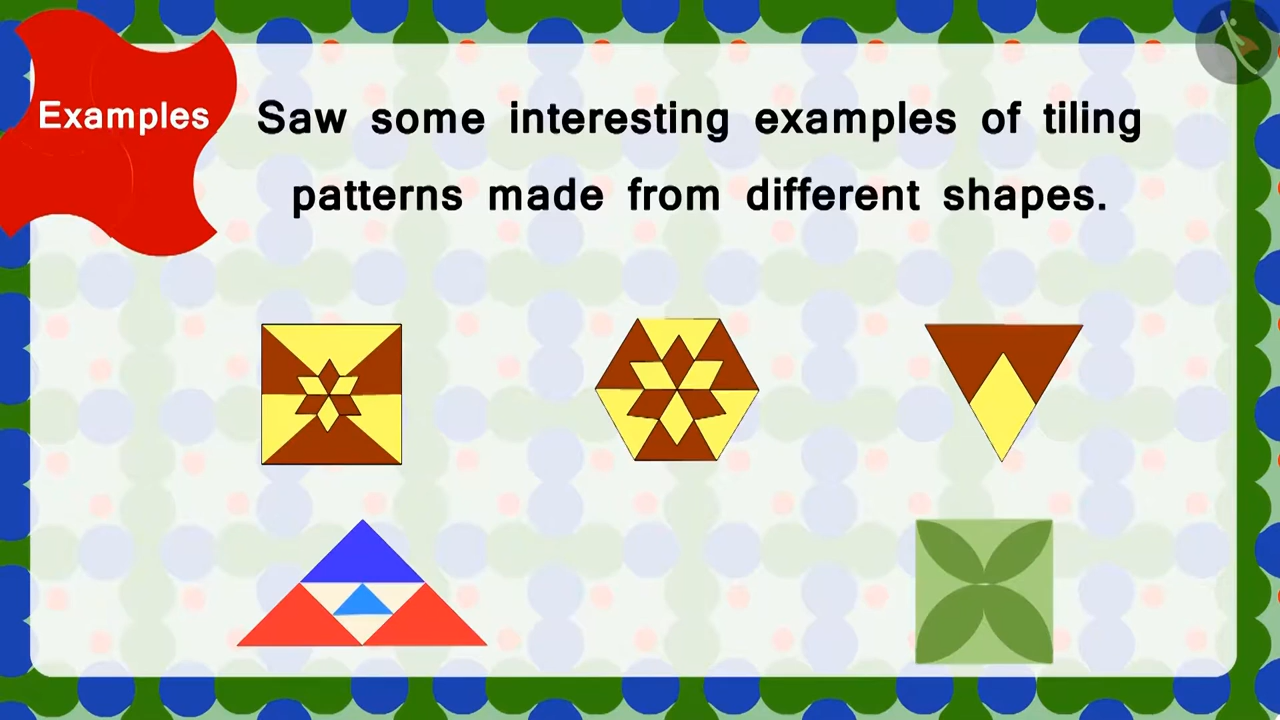 Examples
Saw some interesting examples of tiling
patterns made from different shapes.